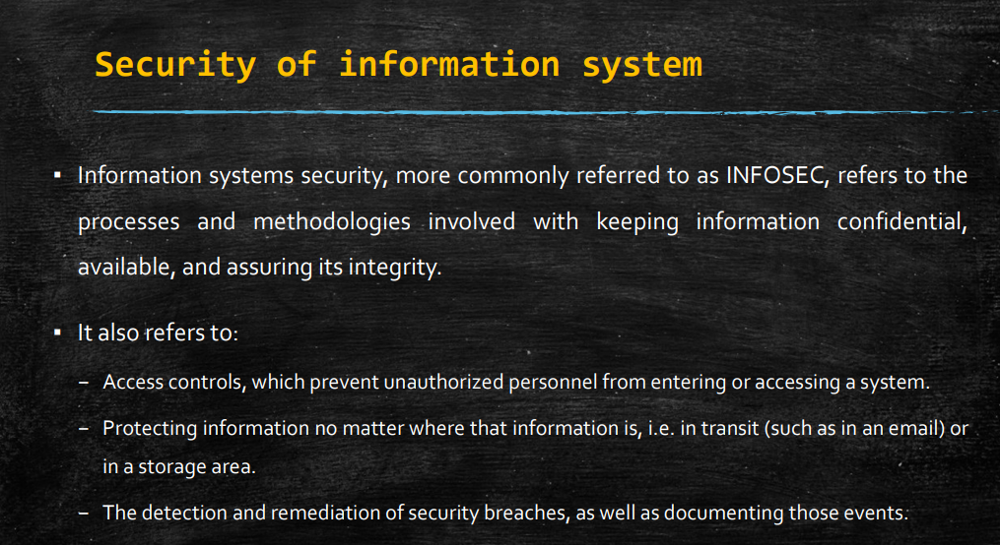 Security of information system
▪ Information systems security, more commonly referred to as INFOSEC, refers to the
processes and methodologies involved with keeping information confidential,
available, and assuring its integrity.
▪ It also refers to:
– Access controls, which prevent unauthorized personnel from entering or accessing a system.
– Protecting information no matter where that information is, i.e. in transit (such as in an email) or
in a storage area.
– The detection and remediation of security breaches, as well as documenting those events.